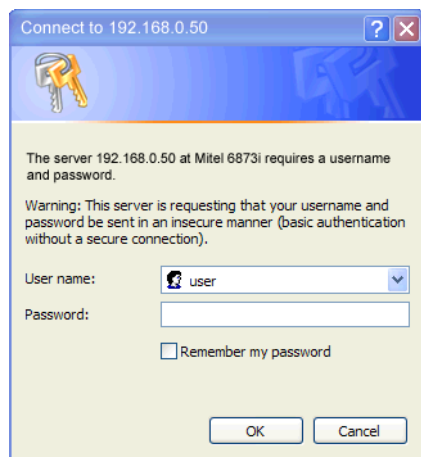 Connect to 192.168.0.50
The server 192.168.0.50 at Mitel 6873i requires a username
and password.
Warning: This server is requesting that your username and
password be sent in an insecure manner (basic authentication
without a secure connection).
User name:
user
Password:
Remember my password
OK
Cancel